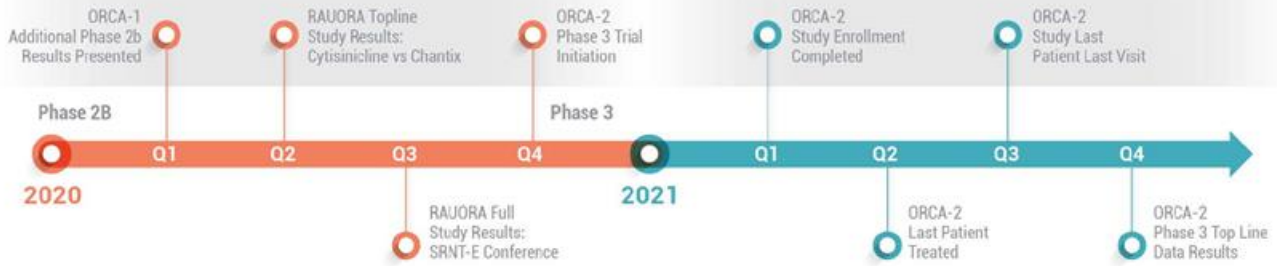 ORCA-1
Additional Phase 2b
Results Presented
RAUORA Topline
Study Results:
Cytisinicline vs Chantix
ORCA-2
Phase 3 Trial
Initiation
ORCA-2
Study Enrollment
Completed
ORCA-2
Study Last
Patient Last Visit
Phase 2B
Phase 3
Q1
Q2
Q3
Q4
Q1
Q2
Q3
Q4
2020
2021
RAUORA Full
Study Results:
SRNT-E Conference
ORCA-2
Last Patient
Treated
ORCA-2
Phase 3 Top Line
Data Results